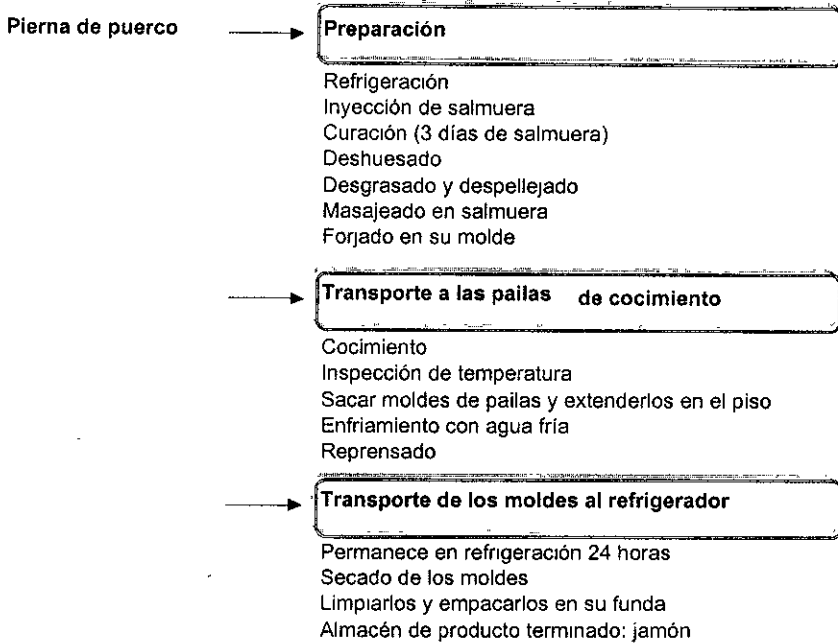 Pierna de puerco
Preparación
Refrigeración
Inyección de salmuera
Curación (3 días de salmuera)
Deshuesado
Desgrasado y despellejado
Masajeado en salmuera
Forjado en su molde
Transporte a las pailas de cocimiento
Cocimiento
Inspección de temperatura
Sacar moldes de pailas y extenderlos en el piso
Enfriamiento con agua fría
Reprensado
Transporte de los moldes al refrigerador
Permanece en refrigeración 24 horas
Secado de los moldes
Limpiarlos y empacarlos en su funda
Almacén de producto terminado: jamón